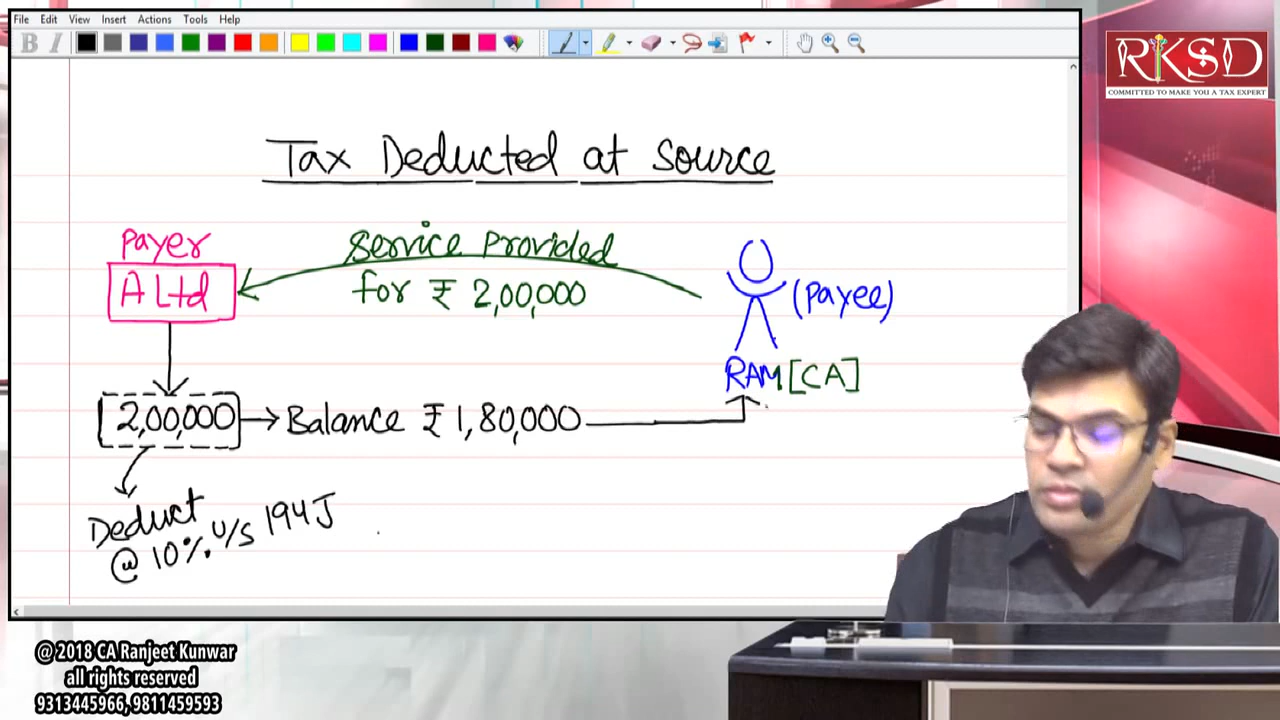 File Edit View Insert Actions Tools Help
B I
RKSD
COMMITTED TO MAKE YOU A TAX EXPERT
Tax Deducted at source
Payer
A Ltd
Service Provided
for ₹ 2,00,000
(Payee)
RAM[CA]
2,00,000 → Balance ₹ 1,80,000
Deduct
@ 10% u/s 194J
@ 2018 CA Ranjeet Kunwar
all rights reserved
9313445966, 9811459593